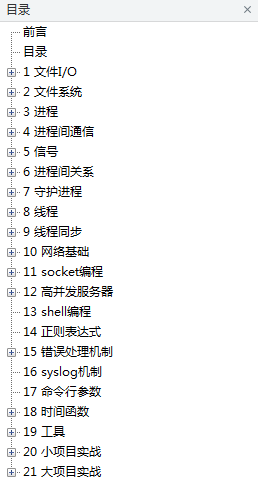 目录
前言
目录
1 文件I/O
2 文件系统
3 进程
4 进程间通信
5 信号
6 进程间关系
7 守护进程
8 线程
9 线程同步
10 网络基础
11 socket编程
12 高并发服务器
13 shell编程
14 正则表达式
15 错误处理机制
16 syslog机制
17 命令行参数
18 时间函数
19 工具
20 小项目实战
21 大项目实战